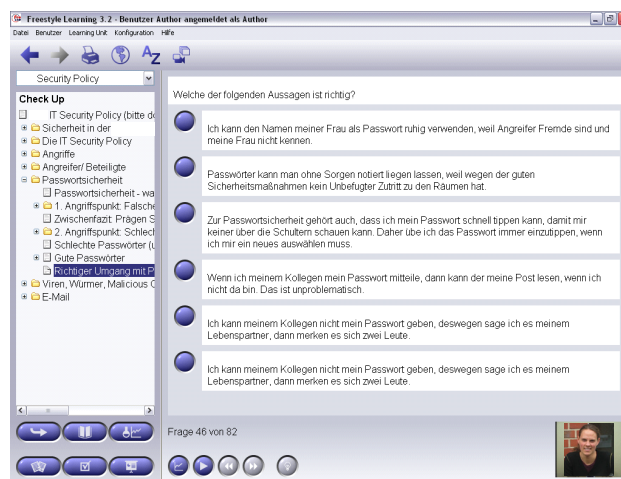 Freestyle Learning 3.2 - Benutzer Author angemeldet als Author
Datei Benutzer Learning Unit Konfiguration Hilfe
AZ
Security Policy
Check Up
IT Security Policy (bitte do
Sicherheit in der
Die IT Security Policy
Angriffe
Angreifer/ Beteiligte
Passwortsicherheit
Passwortsicherheit - wa
1. Angriffspunkt: Falsche
Zwischenfazit: Prägen S
2. Angriffspunkt: Schlech
Schlechte Passwörter (u
Gute Passwörter
Richtiger Umgang mit P
Viren, Würmer, Malicious C
E-Mail
Welche der folgenden Aussagen ist richtig?
Ich kann den Namen meiner Frau als Passwort ruhig verwenden, weil Angreifer Fremde sind und
meine Frau nicht kennen.
Passwörter kann man ohne Sorgen notiert liegen lassen, weil wegen der guten
Sicherheitsmaßnahmen kein Unbefugter Zutritt zu den Räumen hat.
Zur Passwortsicherheit gehört auch, dass ich mein Passwort schnell tippen kann, damit mir
keiner über die Schultern schauen kann. Daher übe ich das Passwort immer einzutippen, wenn
ich mir ein neues auswählen muss.
Wenn ich meinem Kollegen mein Passwort mitteile, dann kann der meine Post lesen, wenn ich
nicht da bin. Das ist unproblematisch.
Ich kann meinem Kollegen nicht mein Passwort geben, deswegen sage ich es meinem
Lebenspartner, dann merken es sich zwei Leute.
Ich kann meinem Kollegen nicht mein Passwort geben, deswegen sage ich es meinem
Lebenspartner, dann merken es sich zwei Leute.
Frage 46 von 82